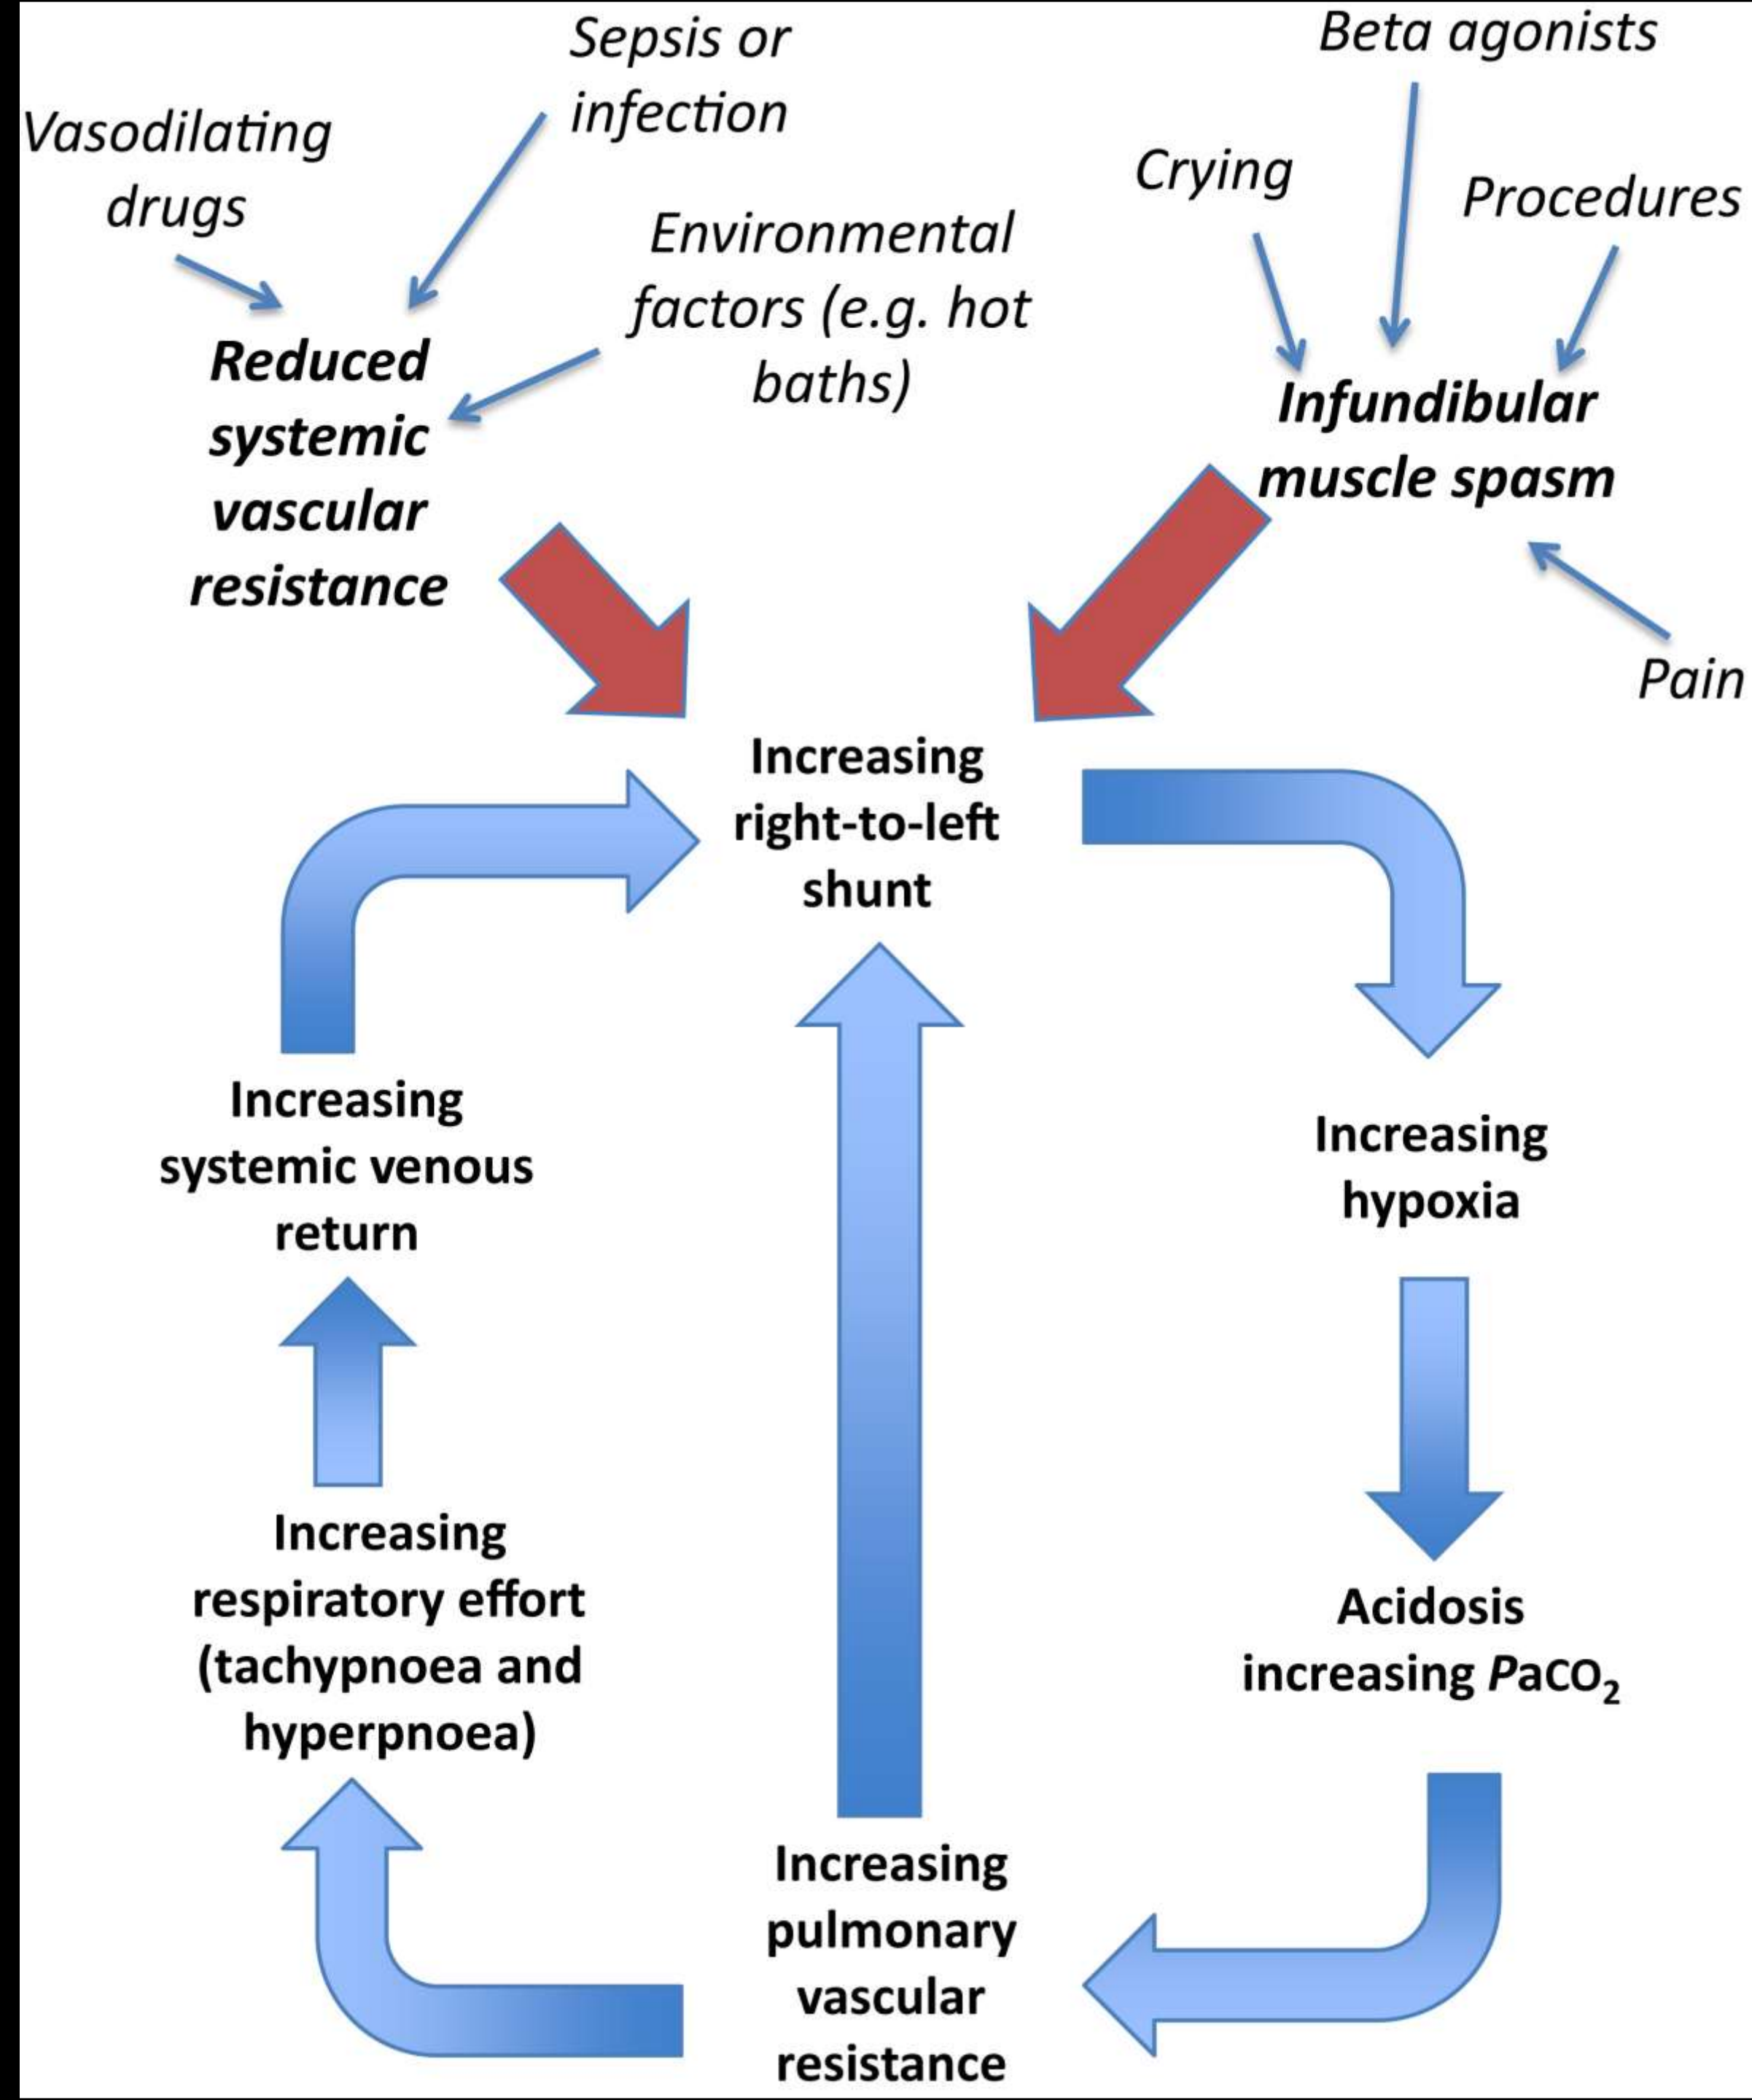 Sepsis or
infection
Vasodilating
drugs
Environmental
factors (e.g. hot
baths)
Reduced
systemic
vascular
resistance
Beta agonists
Crying
Procedures
Infundibular
muscle spasm
Pain
Increasing
right-to-left
shunt
Increasing
hypoxia
Acidosis
increasing PaCO₂
Increasing
pulmonary
vascular
resistance
Increasing
respiratory effort
(tachypnoea and
hyperpnoea)
Increasing
systemic venous
return